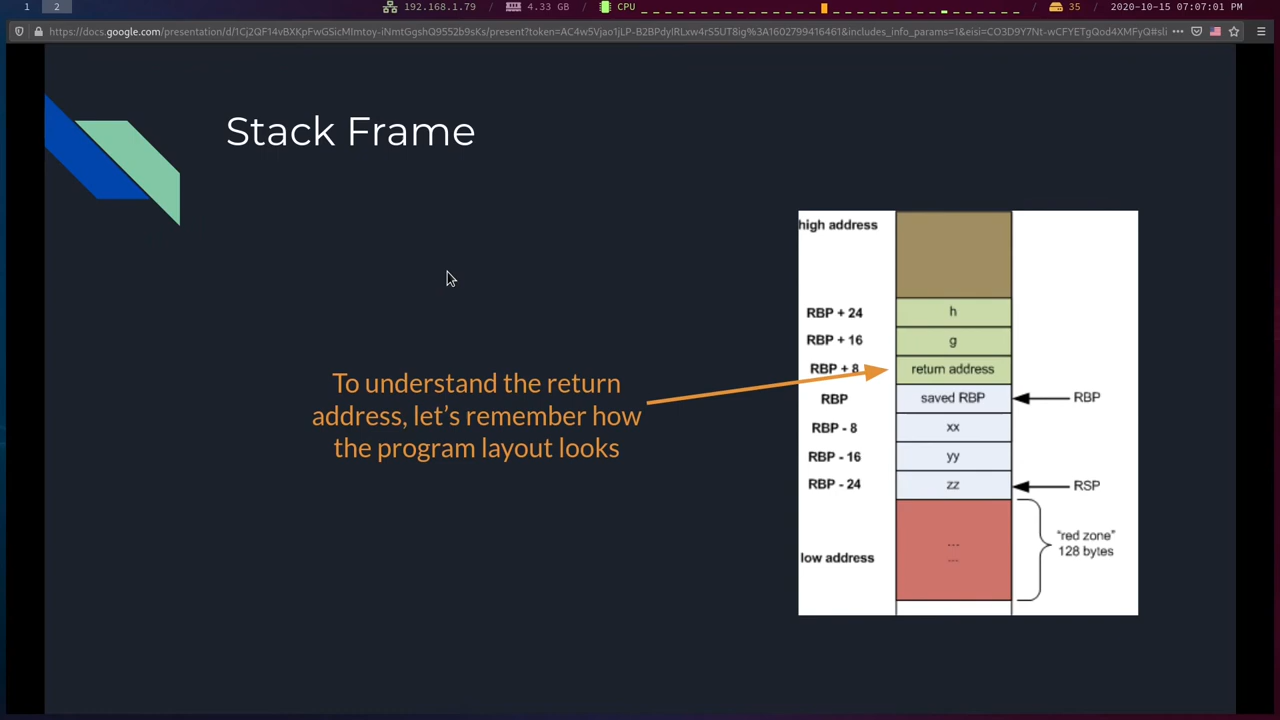 1 2 192.168.1.79 / 4.33 GB / CPU / 35 / 2020-10-15 07:07:01 PM
Stack Frame
high address
RBP + 24 h
RBP + 16 g
RBP + 8 return address
RBP saved RBP RBP
RBP - 8 xx
RBP - 16 yy
RBP - 24 zz RSP
...
...
"red zone"
128 bytes
low address
To understand the return
address, let's remember how
the program layout looks